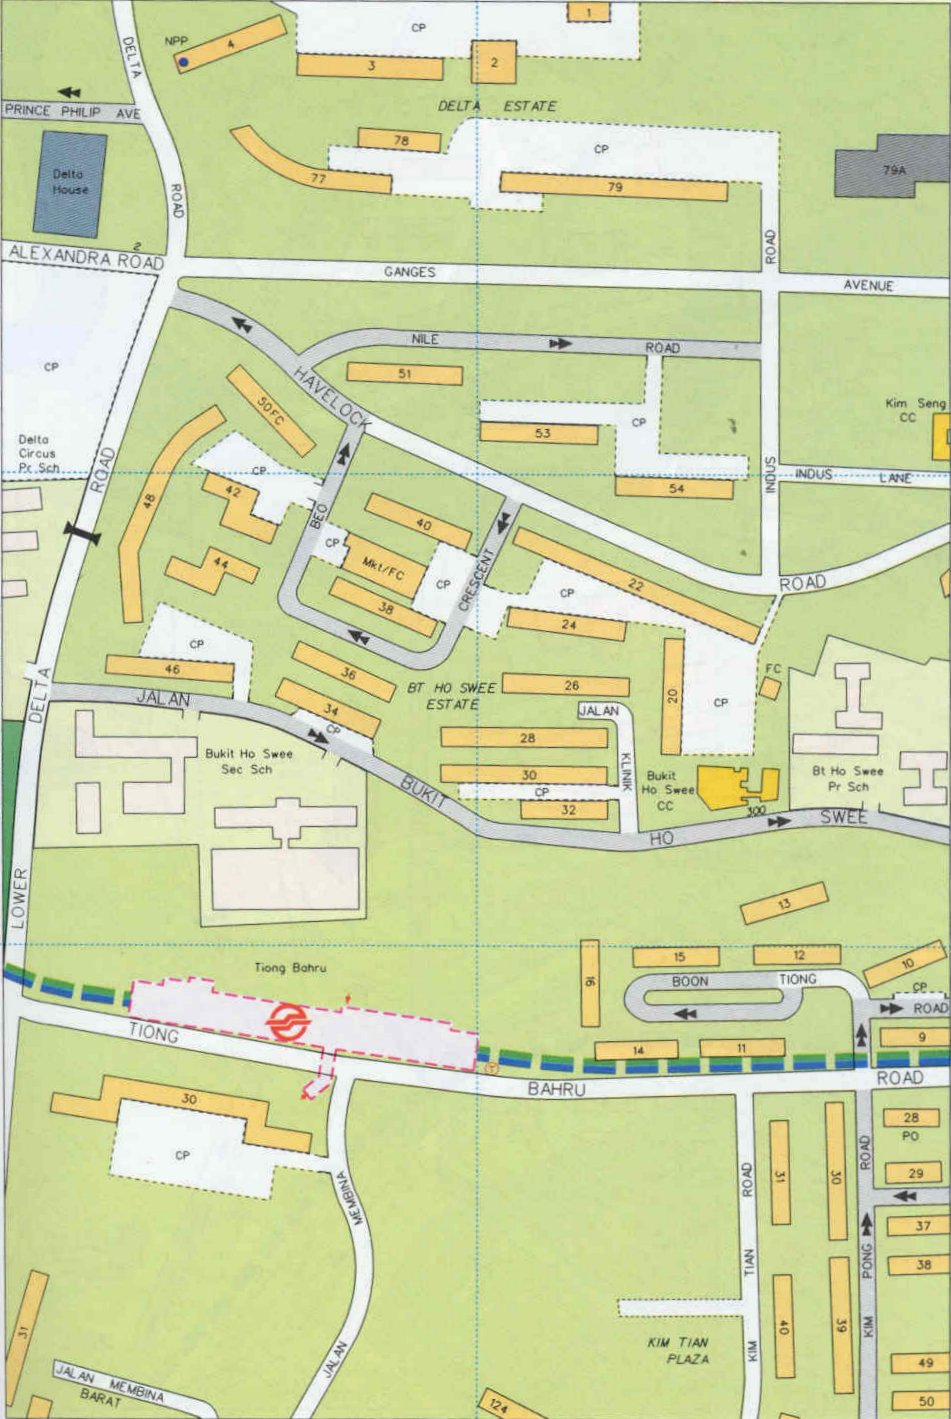 1
CP
NPP
4
3
2
DELTA
DELTA ESTATE
PRINCE PHILIP AVE
78
CP
77
79
79A
Delta
House
ROAD
ROAD
2
ALEXANDRA ROAD
GANGES
AVENUE
NILE
ROAD
CP
51
HAVELOCK
50FC
Kim Seng
CC
53
CP
Delta
Circus
Pr Sch
ROAD
CP
INDUS
INDUS LANE
42
54
48
BEO
40
CP
Mkt/FC
44
CP
CRESCENT
38
22
ROAD
CP
24
CP
46
36
FC
BT HO SWEE
ESTATE
26
20
DELTA
JALAN
34
JALAN
CP
CP
28
Bukit Ho Swee
Sec Sch
KLINIK
30
Bukit
Ho Swee
CC
Bt Ho Swee
Pr Sch
BUKIT
CP
32
300
SWEE
HO
LOWER
13
Tiong Bahru
16
15
12
10
BOON
TIONG
CP
ROAD
TIONG
14
11
9
BAHRU
ROAD
30
28
PO
CP
ROAD
31
30
ROAD
29
MEMBINA
37
TIAN
PONG
38
31
KIM TIAN
PLAZA
KIM
40
39
KIM
49
JALAN
JALAN MEMBINA
BARAT
50
124